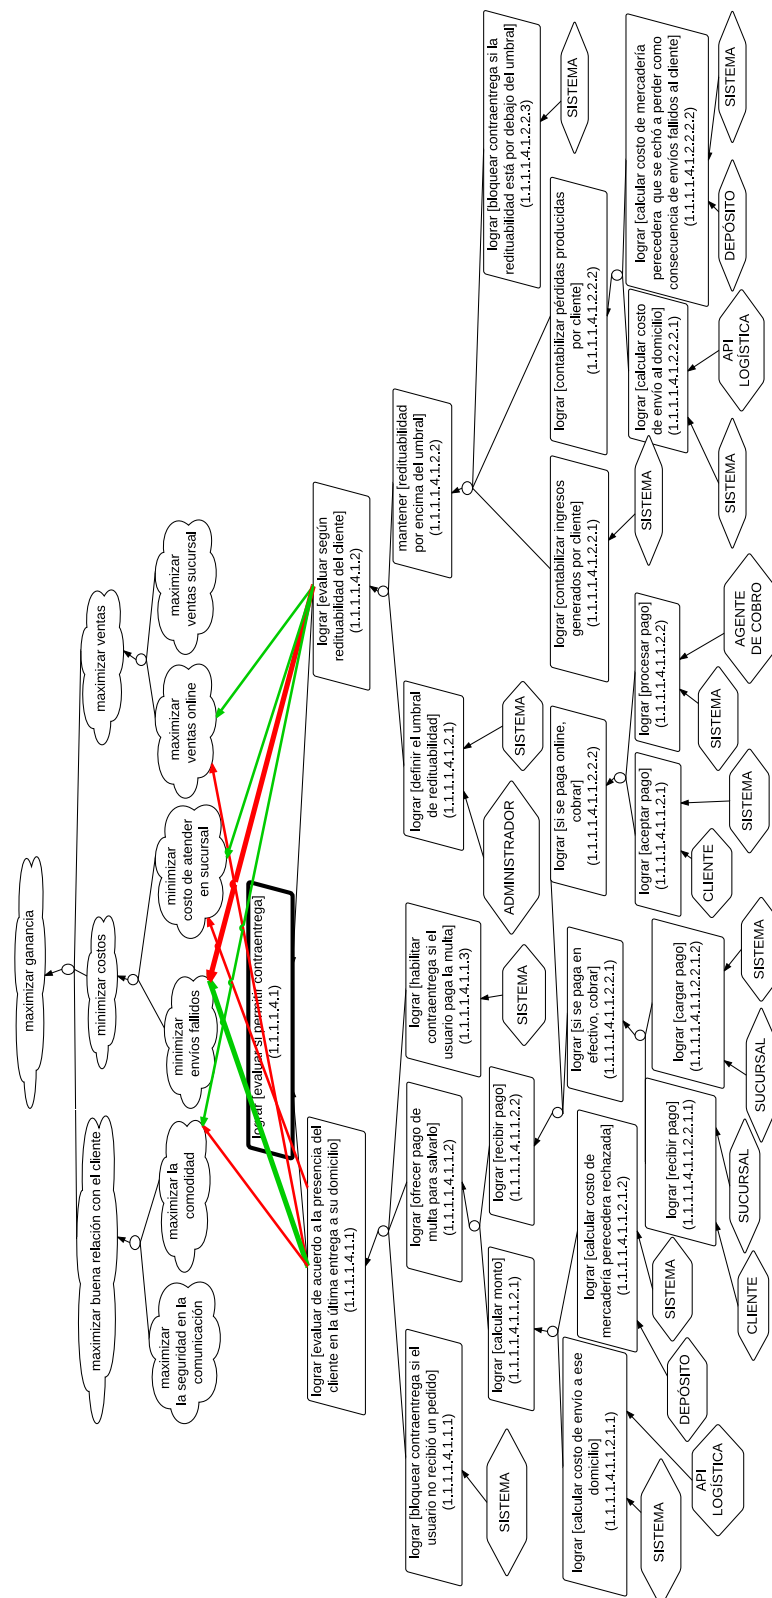 maximizar ganancia
maximizar buena relación con el cliente
minimizar costos
maximizar ventas
maximizar
la seguridad en la
comunicación
maximizar la
comodidad
minimizar
envíos fallidos
minimizar
costo de atender
en sucursal
maximizar
ventas online
maximizar
ventas sucursal
lograr [evaluar si permitir contraentrega]
(1.1.1.1.4.1)
lograr [evaluar de acuerdo a la presencia del
cliente en la última entrega a su domicilio]
(1.1.1.1.4.1.1)
lograr [evaluar según
redituabilidad del cliente]
(1.1.1.1.4.1.2)
lograr [bloquear contraentrega si el
usuario no recibió un pedido]
(1.1.1.1.4.1.1.1)
SISTEMA
lograr [ofrecer pago de
multa para salvarlo]
(1.1.1.1.4.1.1.2)
lograr [habilitar
contraentrega si el
usuario paga la multa]
(1.1.1.1.4.1.1.3)
SISTEMA
lograr [definir el umbral
de redituabilidad]
(1.1.1.1.4.1.2.1)
ADMINISTRADOR
SISTEMA
mantener [redituabilidad
por encima del umbral]
(1.1.1.1.4.1.2.2)
lograr [calcular monto]
(1.1.1.1.4.1.1.2.1)
lograr [recibir pago]
(1.1.1.1.4.1.1.2.2)
lograr [bloquear contraentrega si la
redituabilidad está por debajo del umbral]
(1.1.1.1.4.1.2.2.3)
SISTEMA
lograr [calcular costo de envío a ese
domicilio]
(1.1.1.1.4.1.1.2.1.1)
SISTEMA
API
LOGÍSTICA
lograr [calcular costo de
mercadería perecedera rechazada]
(1.1.1.1.4.1.1.2.1.2)
DEPÓSITO
SISTEMA
lograr [si se paga en
efectivo, cobrar]
(1.1.1.1.4.1.1.2.2.1)
lograr [si se paga online,
cobrar]
(1.1.1.1.4.1.1.2.2.2)
lograr [contabilizar ingresos
generados por cliente]
(1.1.1.1.4.1.2.2.1)
SISTEMA
lograr [contabilizar pérdidas producidas
por cliente]
(1.1.1.1.4.1.2.2.2)
lograr [recibir pago]
(1.1.1.1.4.1.1.2.2.1.1)
CLIENTE
SUCURSAL
lograr [cargar pago]
(1.1.1.1.4.1.1.2.2.1.2)
SUCURSAL
SISTEMA
lograr [aceptar pago]
(1.1.1.1.4.1.1.2.2.1)
CLIENTE
SISTEMA
lograr [procesar pago]
(1.1.1.1.4.1.1.2.2.2)
SISTEMA
AGENTE
DE COBRO
lograr [calcular costo
de envío al domicilio]
(1.1.1.1.4.1.2.2.2.1)
SISTEMA
API
LOGÍSTICA
lograr [calcular costo de mercadería
perecedera que se echó a perder como
consecuencia de envíos fallidos al cliente]
(1.1.1.1.4.1.2.2.2.2)
DEPÓSITO
SISTEMA